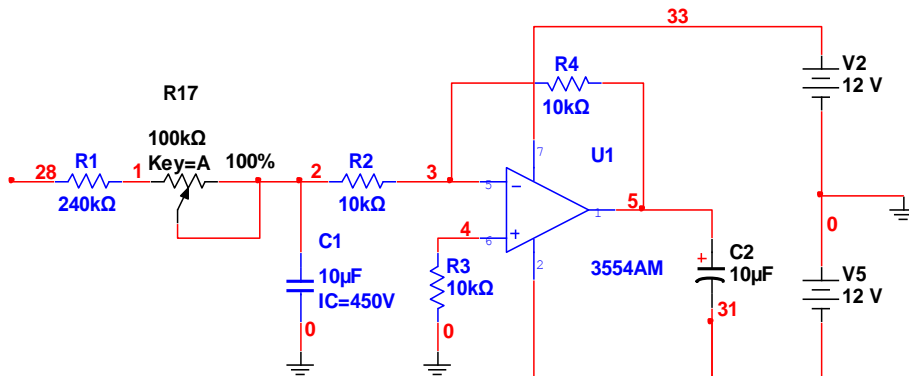 33
R4
10kΩ
V2
12 V
R17
100kΩ
Key=A
100%
U1
7
28
R1
1
2
R2
3
5
240kΩ
10kΩ
1
5
0
4
6
C1
10µF
IC=450V
R3
10kΩ
2
3554AM
C2
10µF
V5
12 V
31
0
0